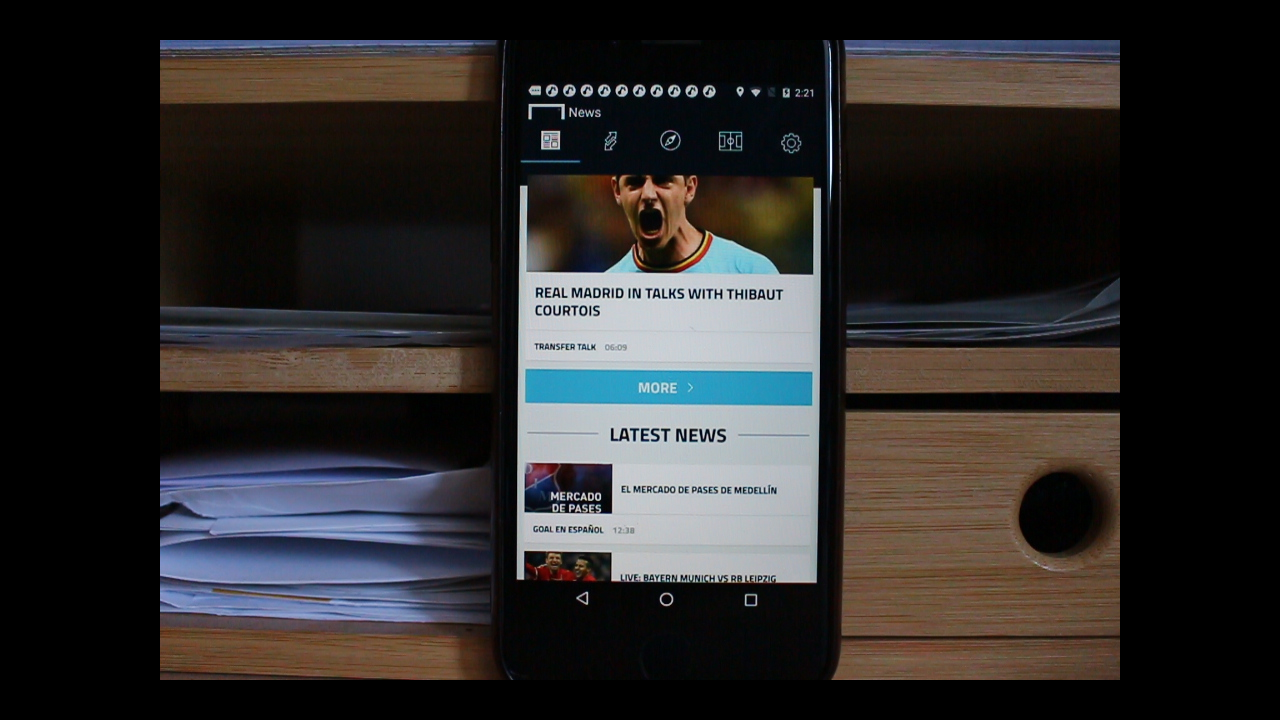 2:21
News
REAL MADRID IN TALKS WITH THIBAUT
COURTOIS
TRANSFER TALK 06:09
MORE
LATEST NEWS
MERCADO
DE PASES
EL MERCADO DE PASES DE MEDELLÍN
GOAL EN ESPAÑOL 12:38
LIVE: BAYERN MUNICH VS RB LEIPZIG